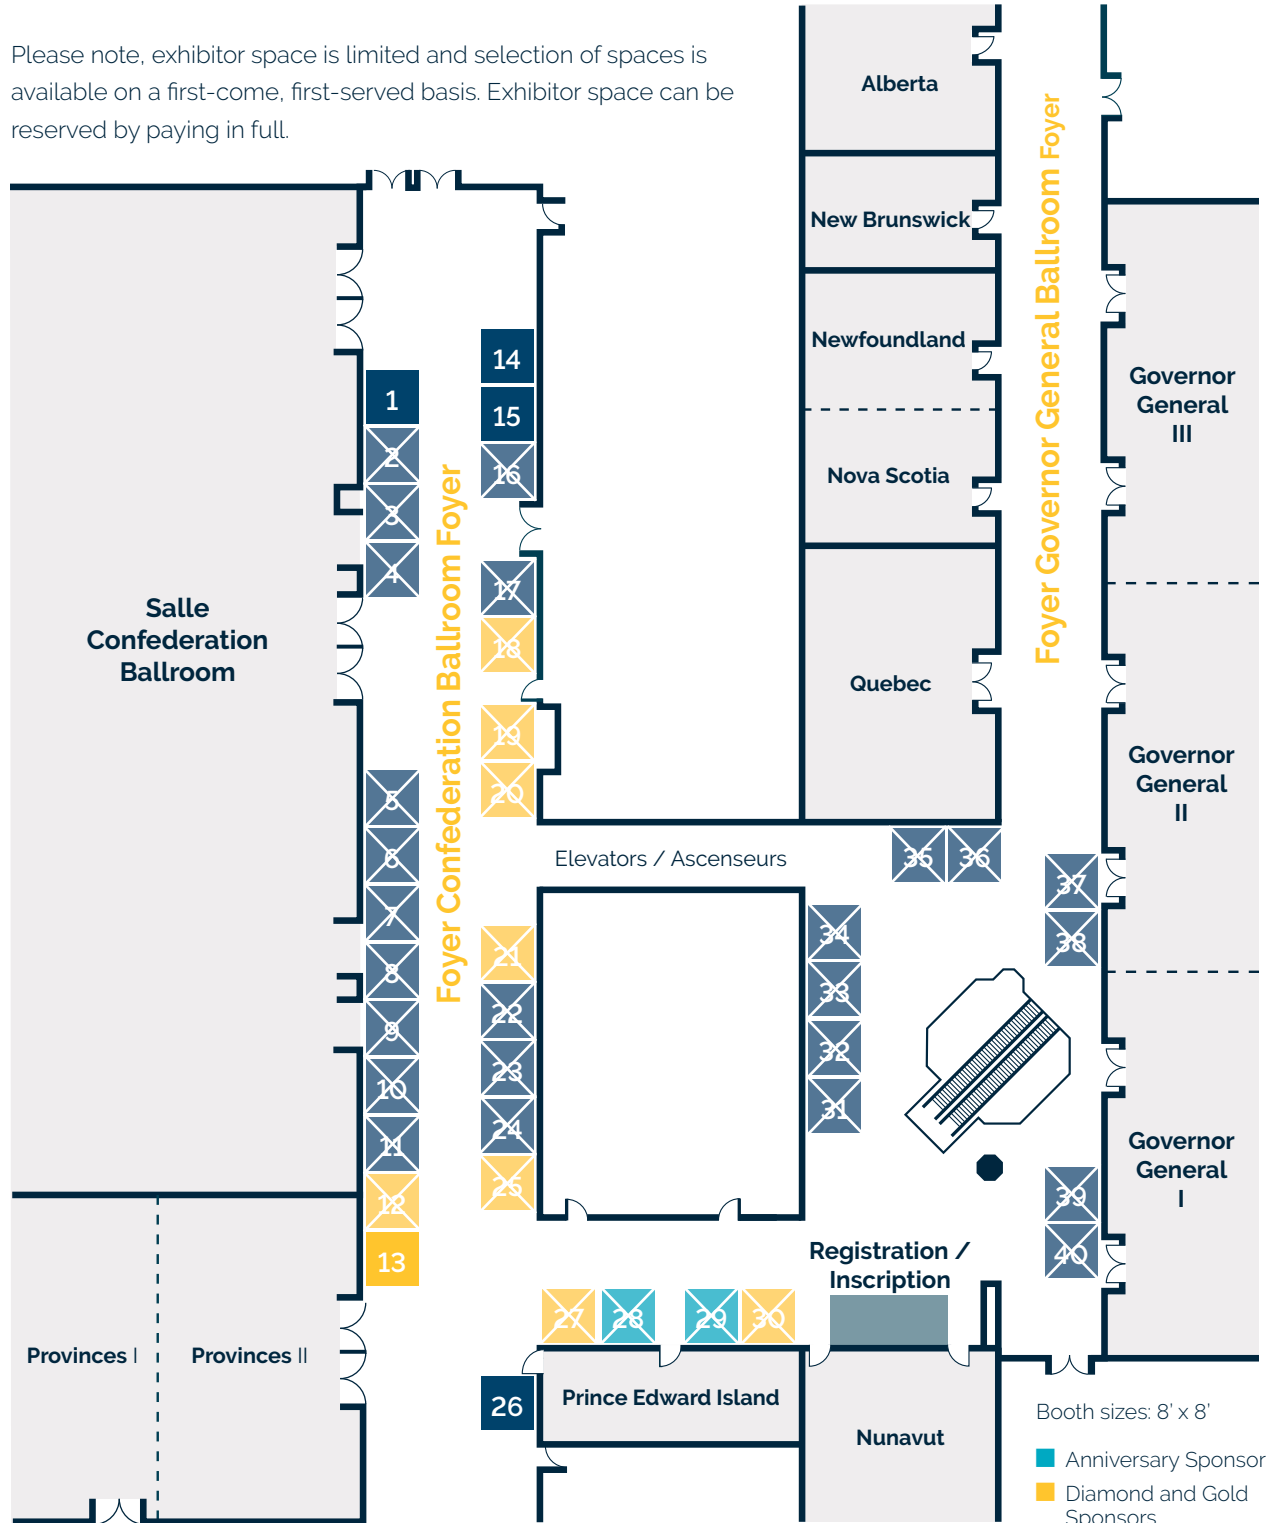 Please note, exhibitor space is limited and selection of spaces is
available on a first-come, first-served basis. Exhibitor space can be
reserved by paying in full.
Alberta
New Brunswick
Newfoundland
Nova Scotia
Quebec
Foyer Governor General Ballroom Foyer
Governor
General
III
Governor
General
II
Governor
General
I
Salle
Confederation
Ballroom
Foyer Confederation Ballroom Foyer
1
2
3
4
5
6
7
8
9
10
11
12
13
14
15
16
17
18
19
20
Elevators / Ascenseurs
21
22
23
24
25
26
27
28
29
30
31
32
33
34
35
36
37
38
39
40
Registration /
Inscription
Provinces I
Provinces II
Prince Edward Island
Nunavut
Booth sizes: 8’ x 8’
Anniversary Sponsor
Diamond and Gold
Sponsors